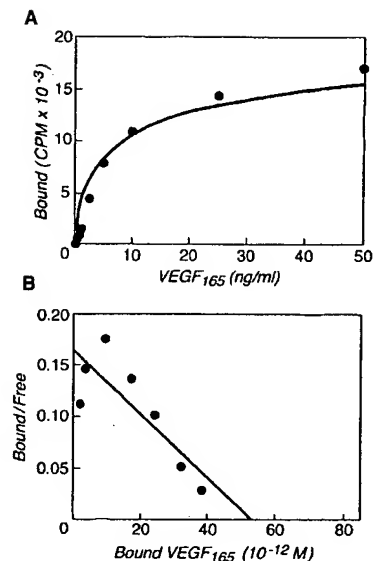 A
Bound (CPM x 10⁻³)
20
15
10
5
0
0 10 20 30 40 50
VEGF₁₆₅ (ng/ml)
B
Bound/Free
0.20
0.15
0.10
0.05
0 20 40 60 80
Bound VEGF₁₆₅ (10⁻¹² M)